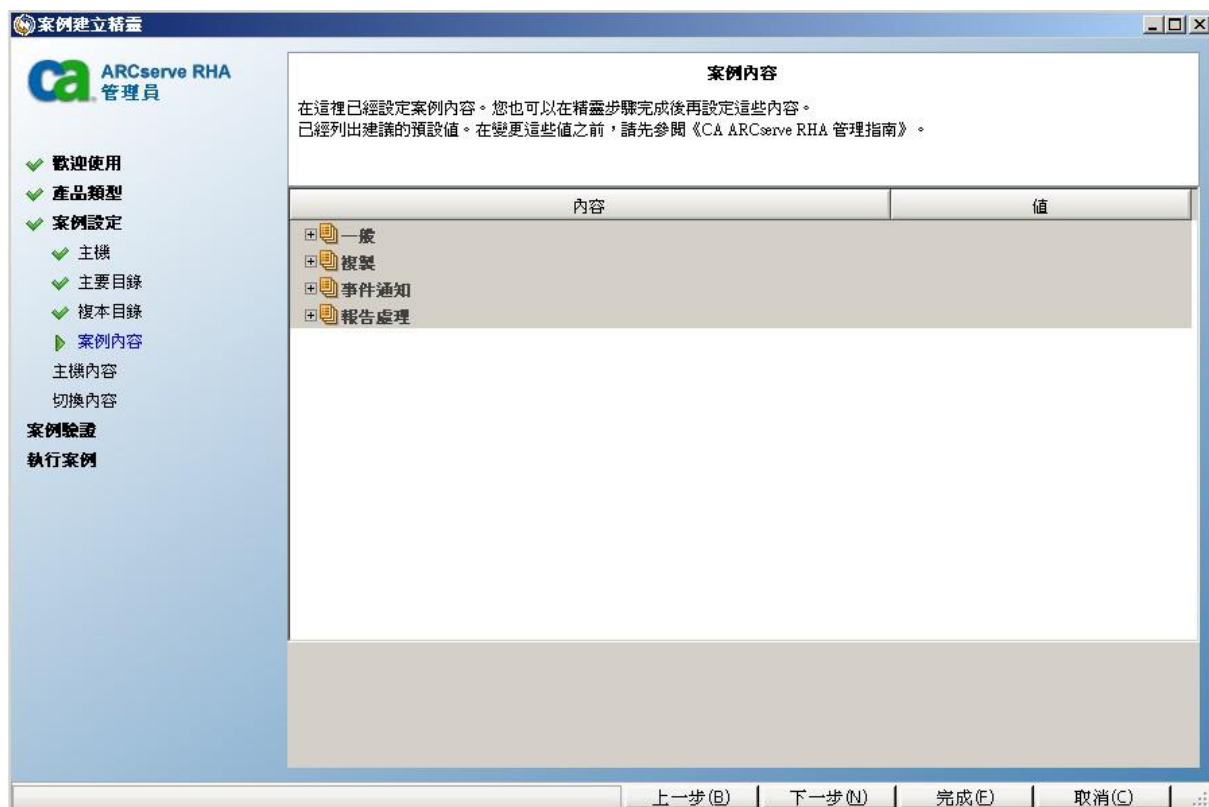 案例建立精靈
ca
ARCserve RHA
管理員
歡迎使用
產品類型
案例設定
主機
主要目錄
複本目錄
案例內容
主機內容
切換內容
案例驗證
執行案例
案例內容
在這裡已經設定案例內容。您也可以在精靈步驟完成後再設定這些內容。
已經列出建議的預設值。在變更這些值之前，請先參閱《CA ARCserve RHA 管理指南》。
內容 值
一般
複製
事件通知
報告處理
上一步(B) 下一步(N) 完成(F) 取消(C)